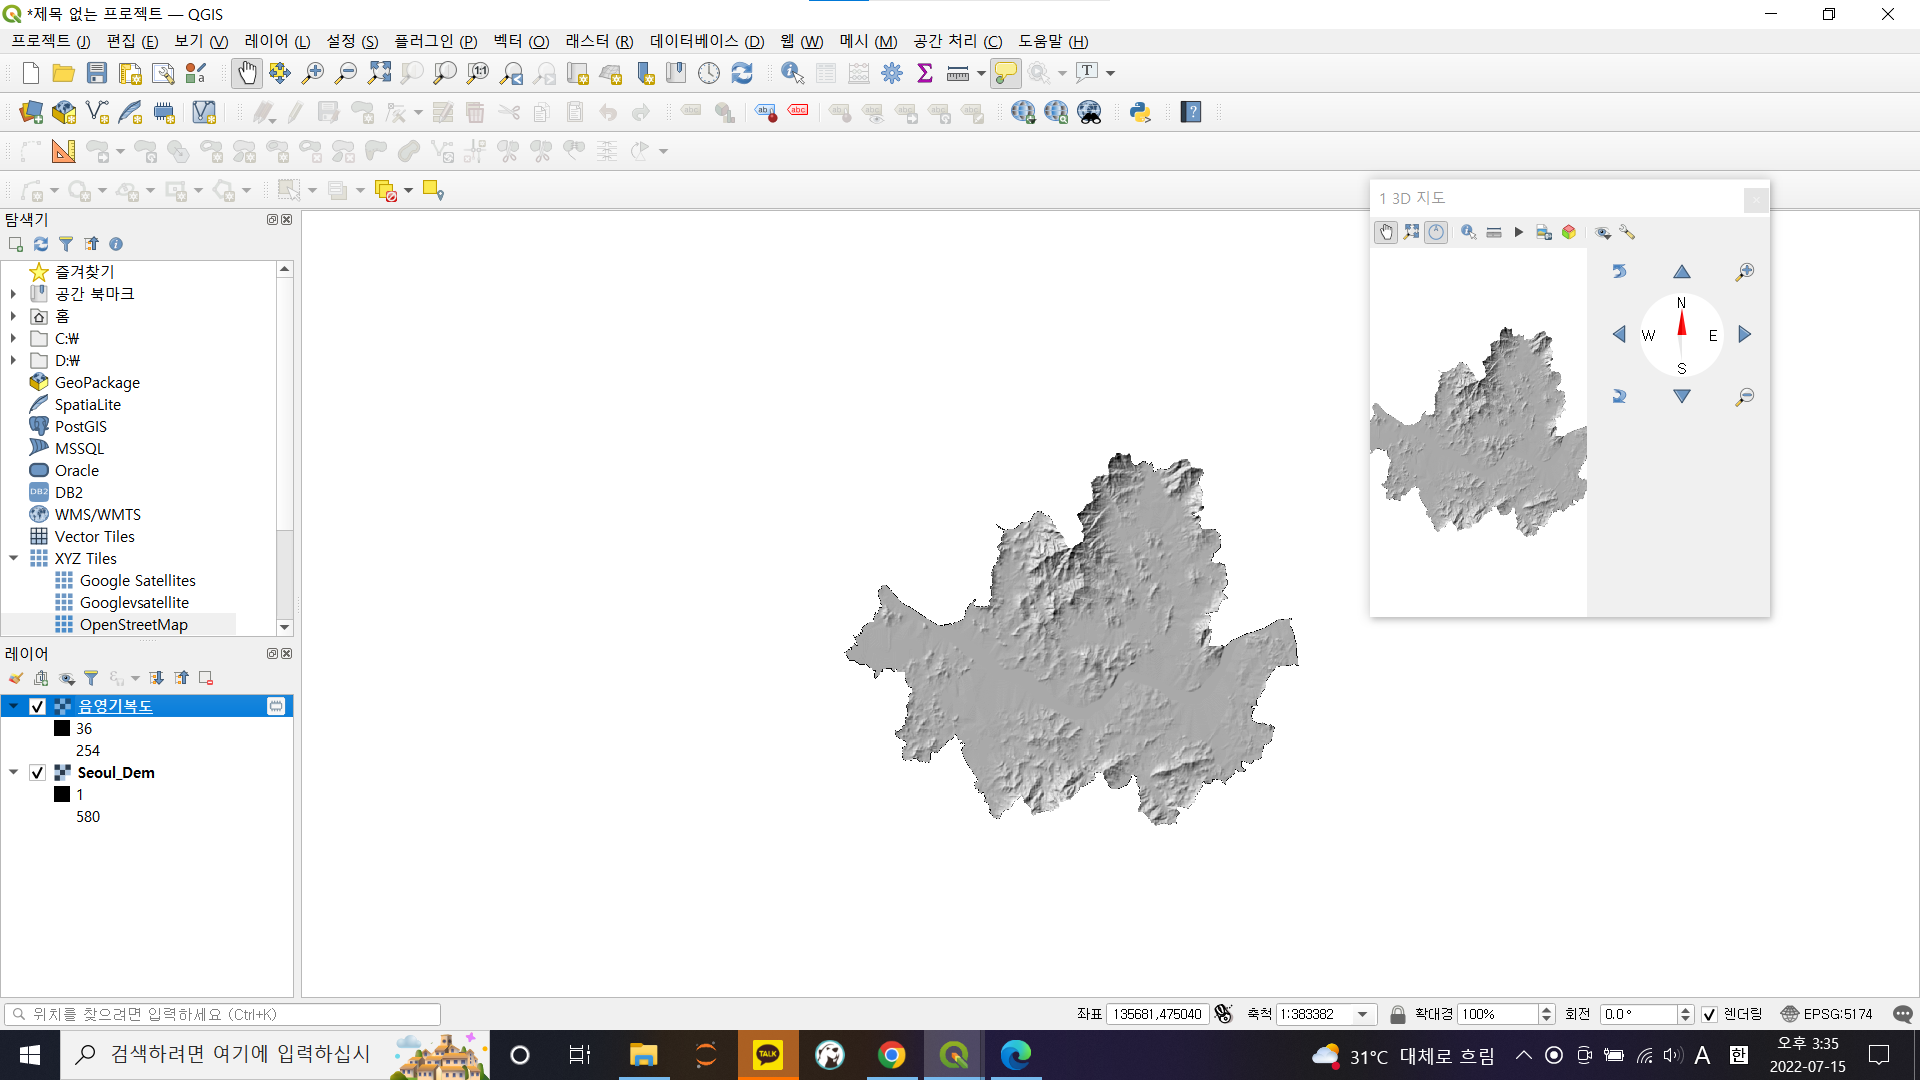 *제목 없는 프로젝트 — QGIS
프로젝트 (J) 편집 (E) 보기 (V) 레이어 (L) 설정 (S) 플러그인 (P) 벡터 (O) 래스터 (R) 데이터베이스 (D) 웹 (W) 메시 (M) 공간 처리 (C) 도움말 (H)
탐색기
즐겨찾기
공간 북마크
홈
C:₩
D:₩
GeoPackage
SpatiaLite
PostGIS
MSSQL
Oracle
DB2
WMS/WMTS
Vector Tiles
XYZ Tiles
Google Satellites
Googlevsatellite
OpenStreetMap
레이어
음영기복도
36
254
Seoul_Dem
1
580
1 3D 지도
N
W E
S
위치를 찾으려면 입력하세요 (Ctrl+K)
좌표 135681,475040 축척 1:383382 확대경 100% 회전 0.0 ° 렌더링 EPSG:5174
검색하려면 여기에 입력하십시
TALK
31°C 대체로 흐림 A 한
오후 3:35
2022-07-15